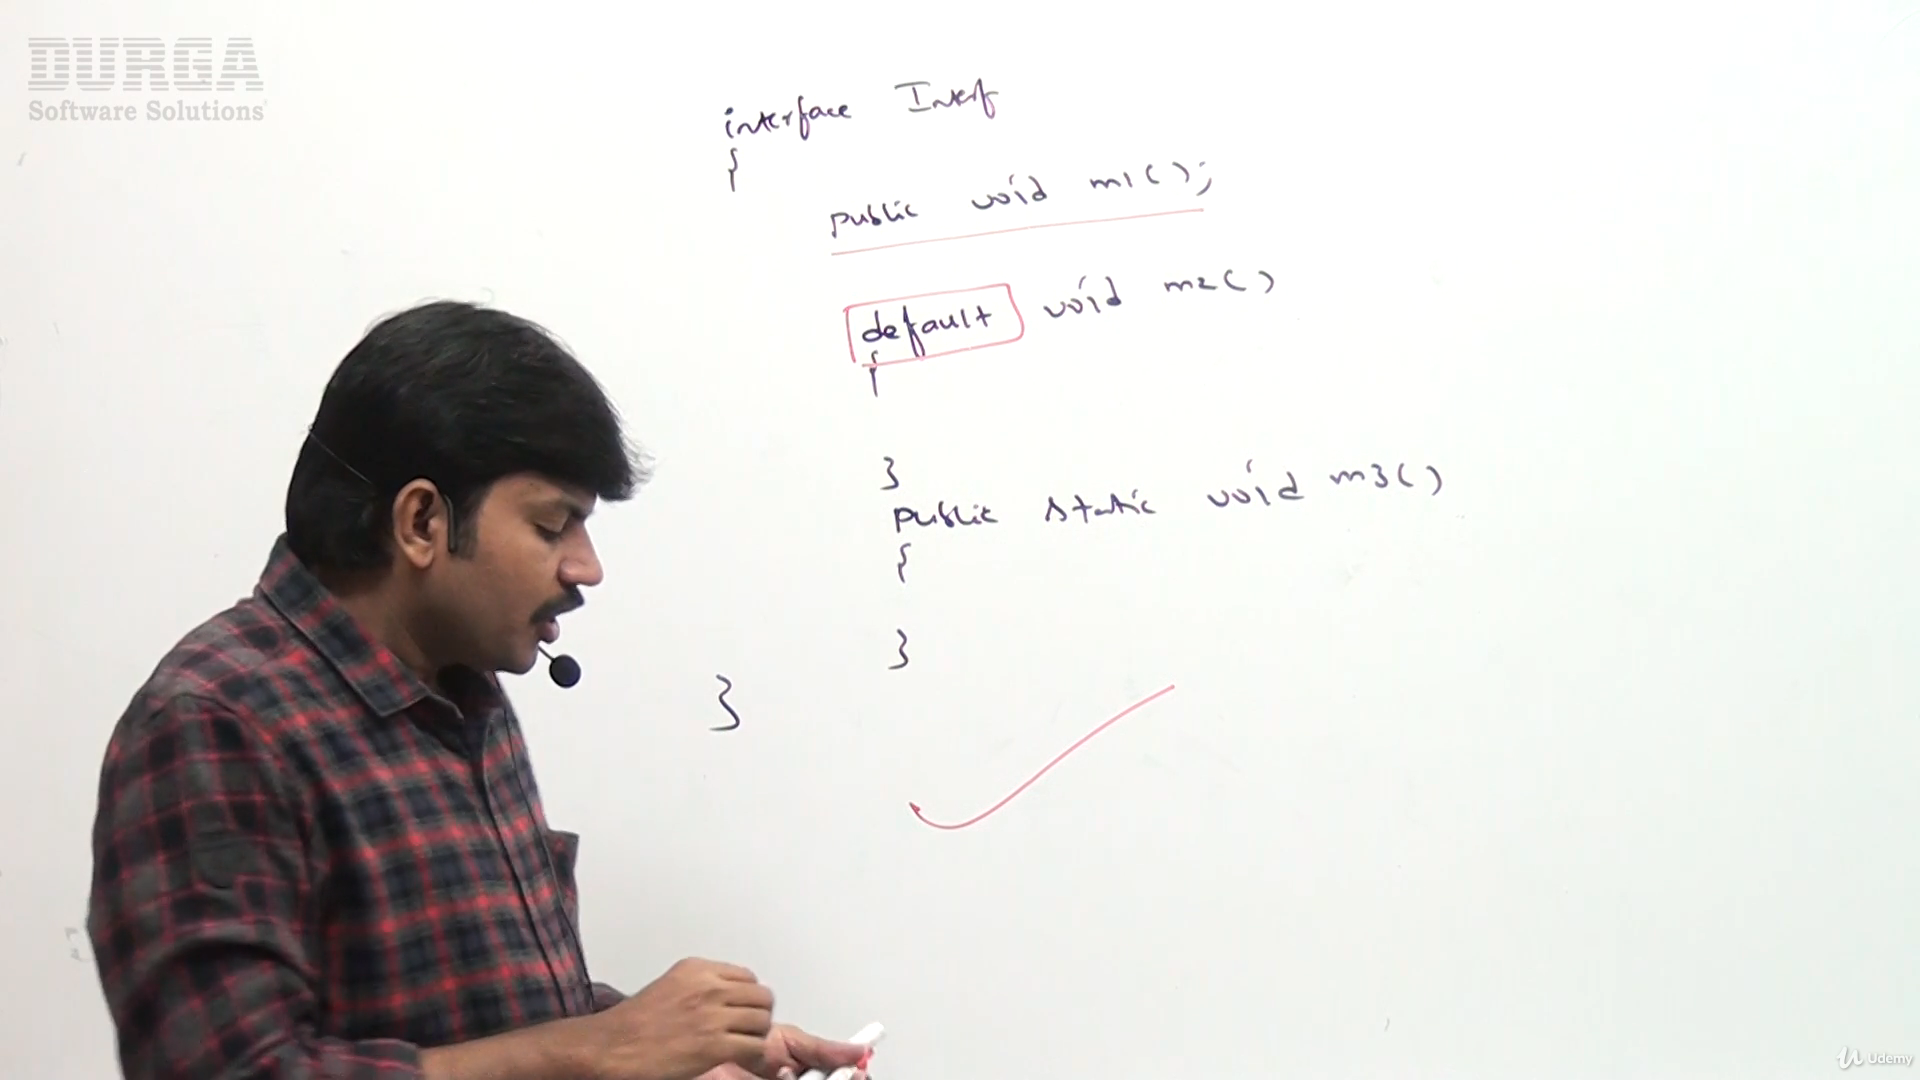 DURGA
Software Solutions
interface Interf
{
public void m1();
default void m2()
{
}
public static void m3()
{
}
}
Udemy